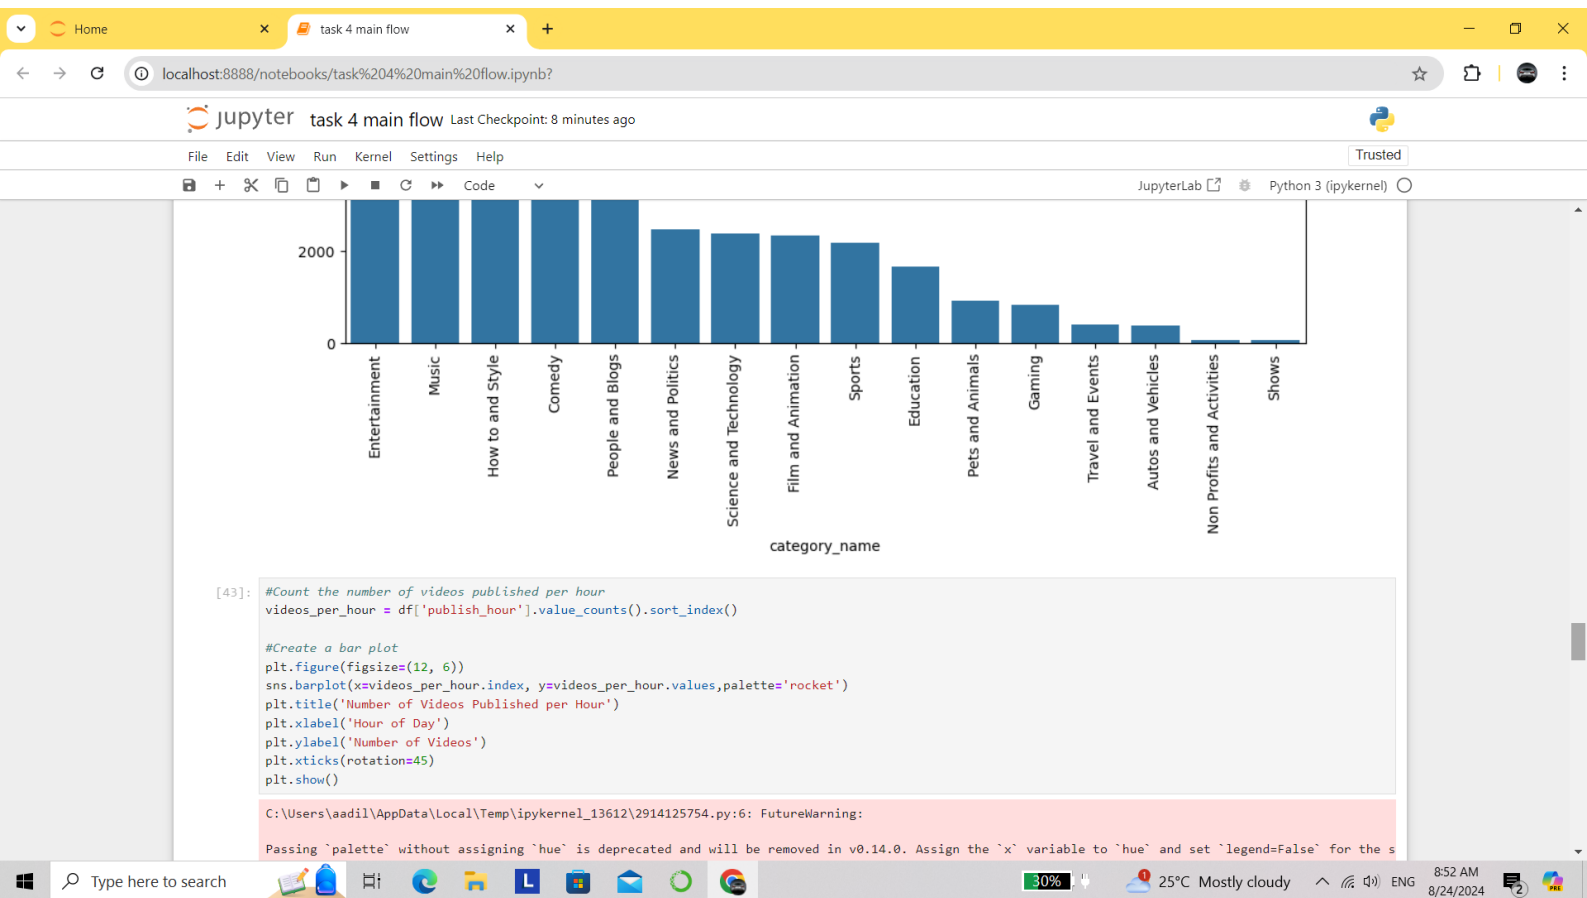 Home
task 4 main flow
localhost:8888/notebooks/task%204%20main%20flow.ipynb?
jupyter task 4 main flow Last Checkpoint: 8 minutes ago
File Edit View Run Kernel Settings Help
Trusted
Code
JupyterLab
Python 3 (ipykernel)
2000
0
Entertainment
Music
How to and Style
Comedy
People and Blogs
News and Politics
Science and Technology
Film and Animation
Sports
Education
Pets and Animals
Gaming
Travel and Events
Autos and Vehicles
Non Profits and Activities
Shows
category_name
[43]:
#Count the number of videos published per hour
videos_per_hour = df['publish_hour'].value_counts().sort_index()
#Create a bar plot
plt.figure(figsize=(12, 6))
sns.barplot(x=videos_per_hour.index, y=videos_per_hour.values,palette='rocket')
plt.title('Number of Videos Published per Hour')
plt.xlabel('Hour of Day')
plt.ylabel('Number of Videos')
plt.xticks(rotation=45)
plt.show()
C:\Users\aadil\AppData\Local\Temp\ipykernel_13612\2914125754.py:6: FutureWarning:
Passing `palette` without assigning `hue` is deprecated and will be removed in v0.14.0. Assign the `x` variable to `hue` and set `legend=False` for the s
Type here to search
L
30%
1
25°C Mostly cloudy
ENG
8:52 AM
8/24/2024
2
PRE